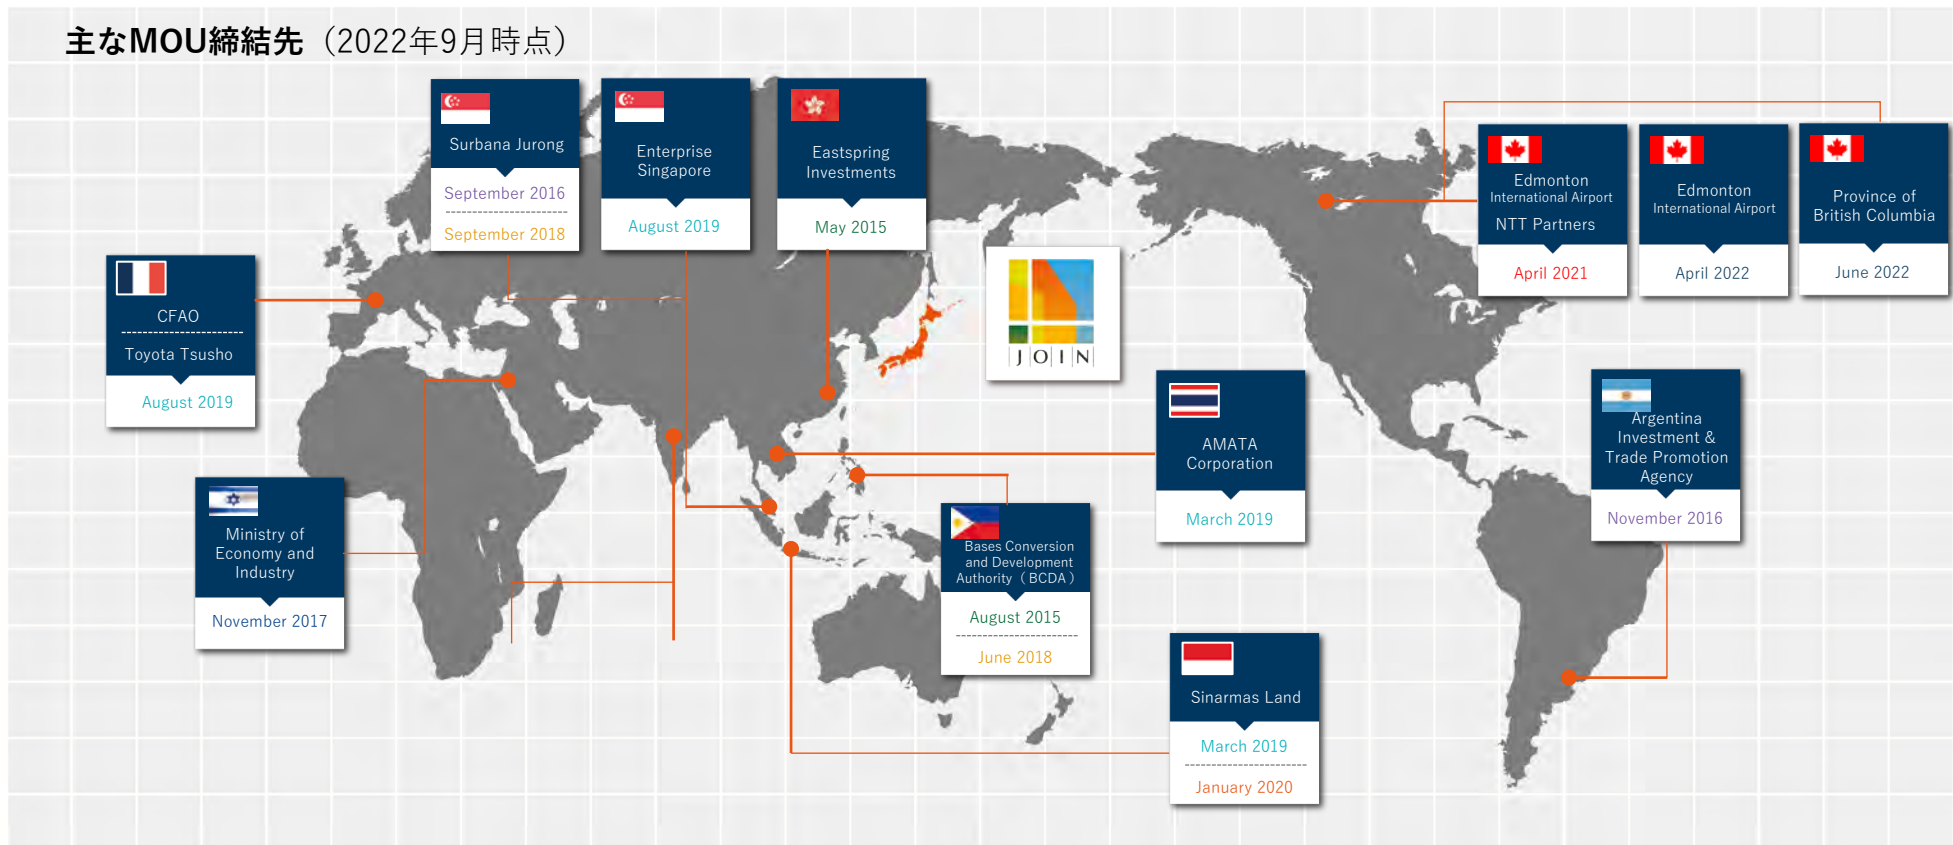 主なMOU締結先（2022年9月時点）
Surbana Jurong
September 2016
September 2018
Enterprise
Singapore
August 2019
Eastspring
Investments
May 2015
Edmonton
International Airport
NTT Partners
April 2021
Edmonton
International Airport
April 2022
Province of
British Columbia
June 2022
CFAO
Toyota Tsusho
August 2019
JOIN
AMATA
Corporation
March 2019
Argentina
Investment &
Trade Promotion
Agency
November 2016
Ministry of
Economy and
Industry
November 2017
Bases Conversion
and Development
Authority（BCDA）
August 2015
June 2018
Sinarmas Land
March 2019
January 2020